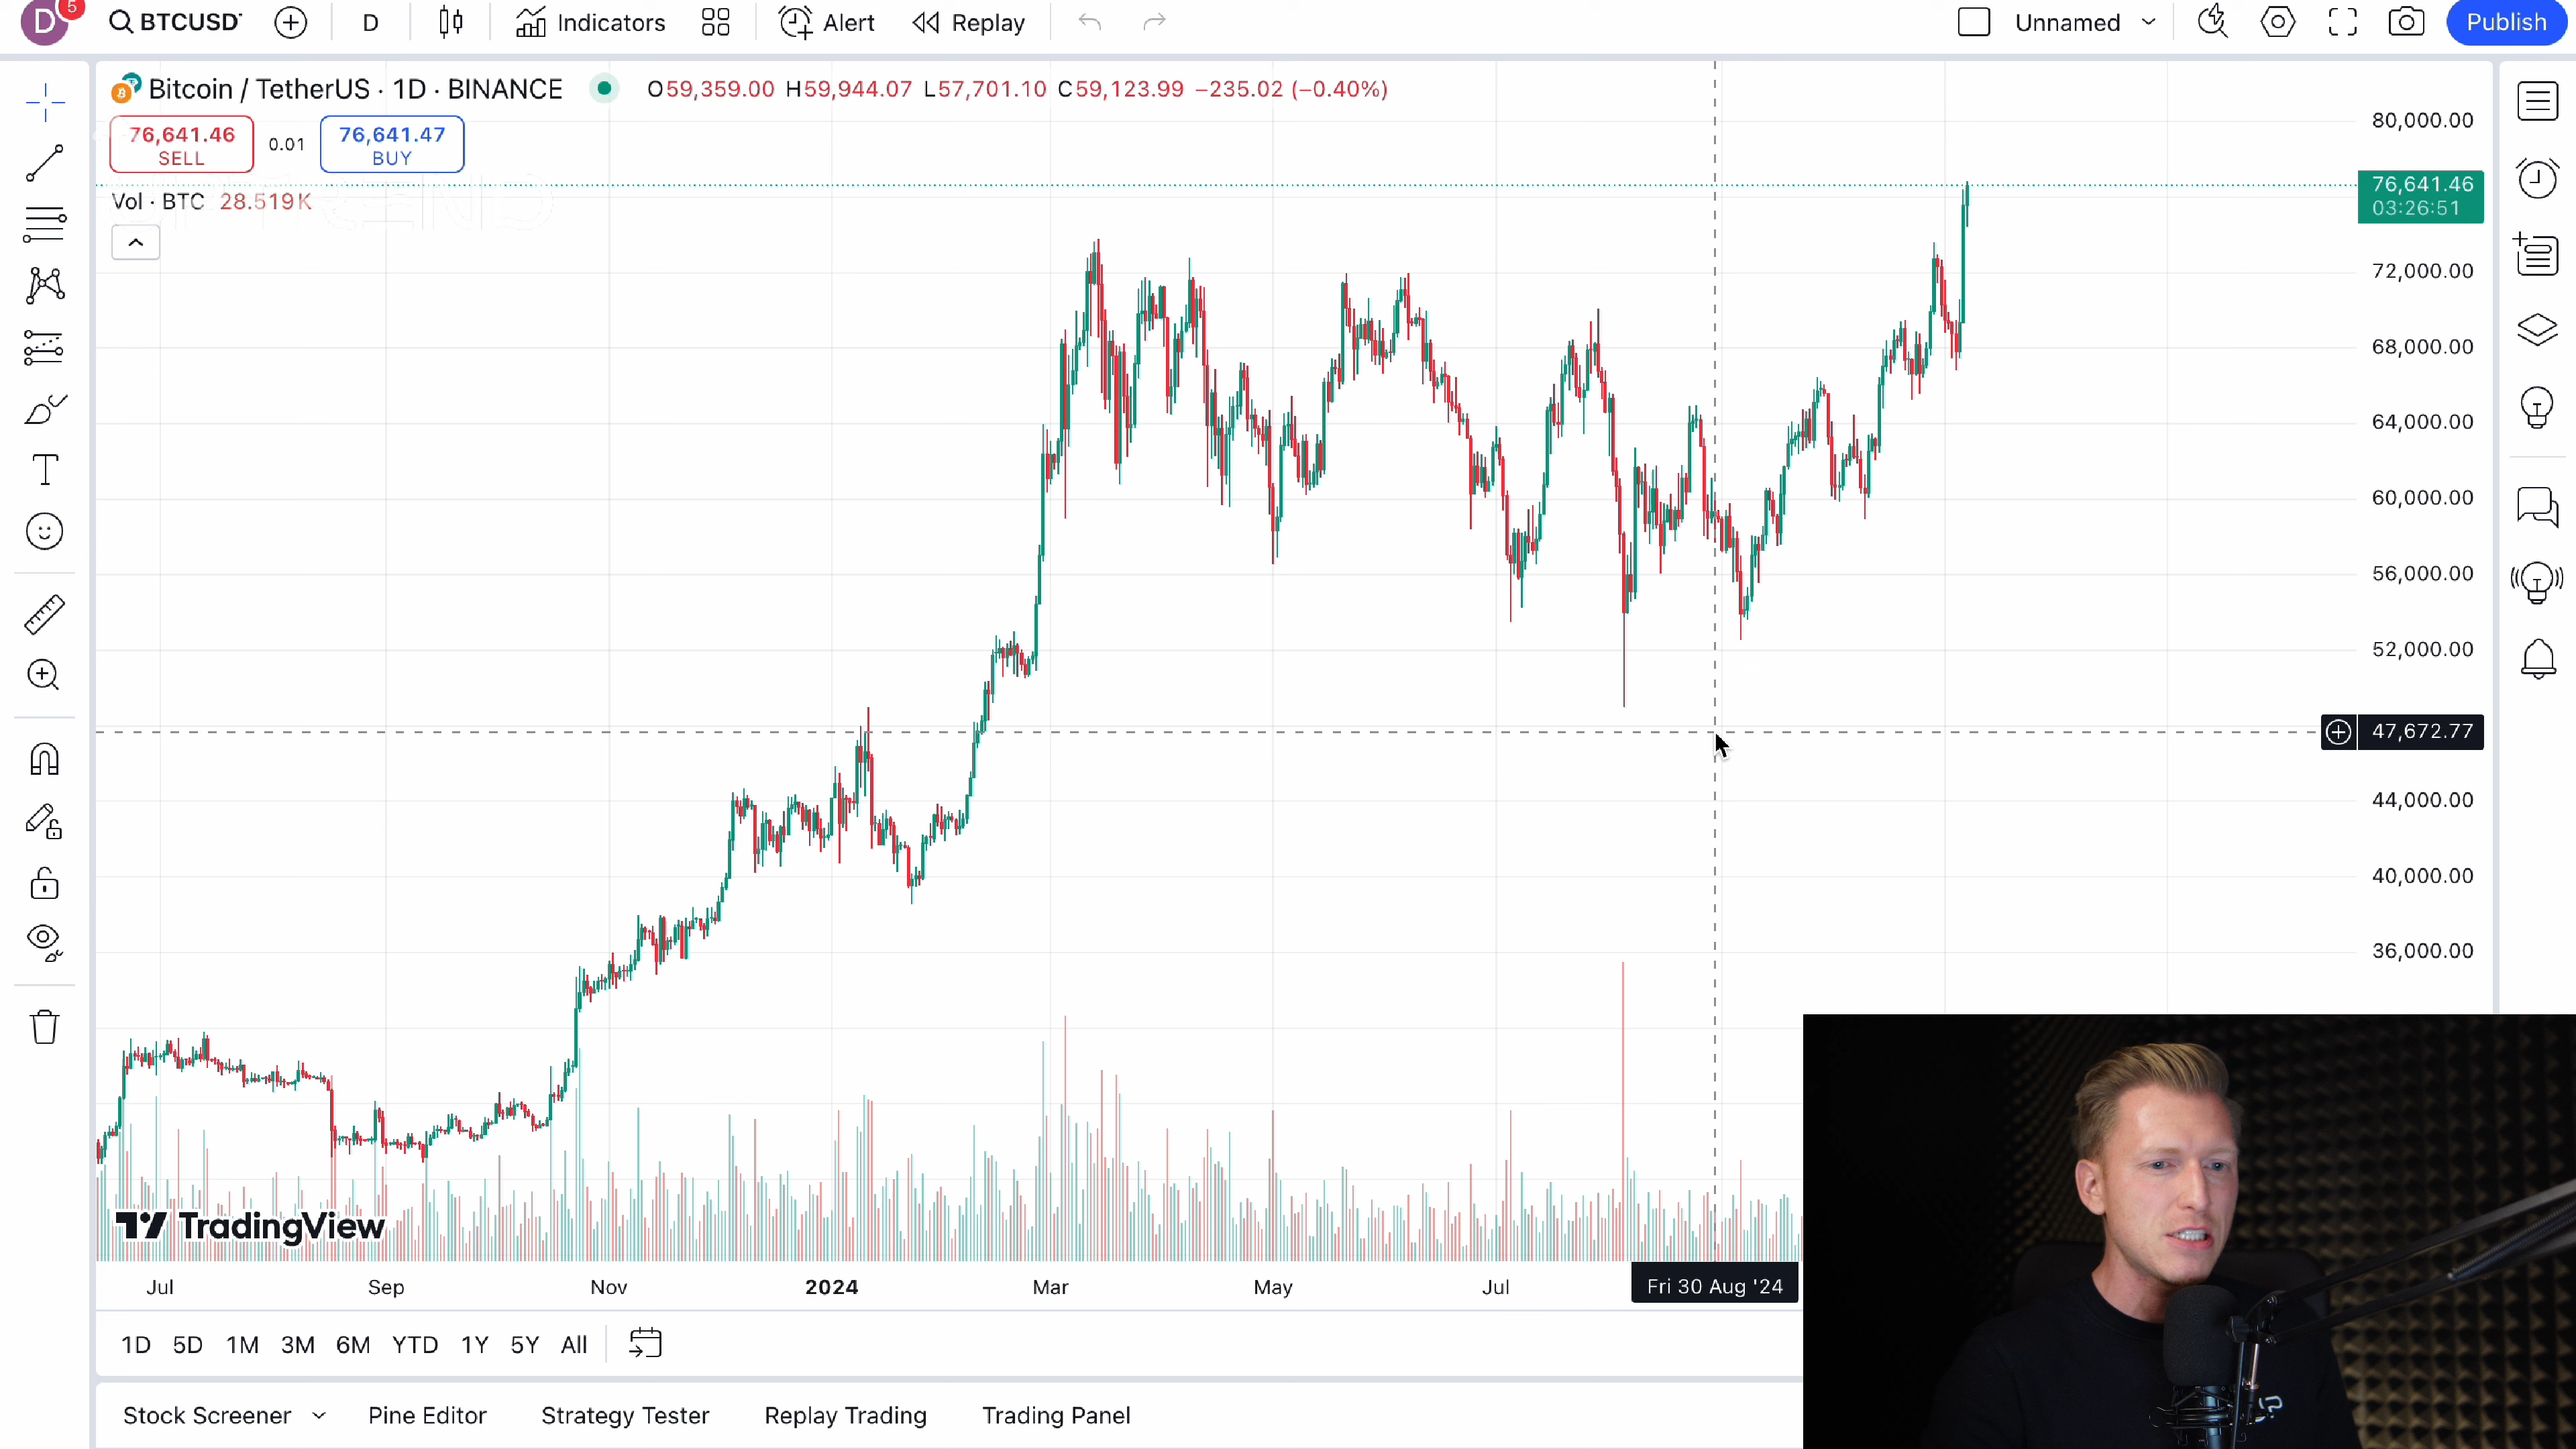 D 5 BTCUSDT D Indicators Alert Replay Unnamed Publish
Bitcoin / TetherUS · 1D · BINANCE O59,359.00 H59,944.07 L57,701.10 C59,123.99 −235.02 (−0.40%)
76,641.46 SELL 0.01 76,641.47 BUY
Vol · BTC 28.519K
80,000.00
76,641.46
03:26:51
72,000.00
68,000.00
64,000.00
60,000.00
56,000.00
52,000.00
47,672.77
44,000.00
40,000.00
36,000.00
TradingView
Jul Sep Nov 2024 Mar May Jul Fri 30 Aug '24
1D 5D 1M 3M 6M YTD 1Y 5Y All
Stock Screener Pine Editor Strategy Tester Replay Trading Trading Panel